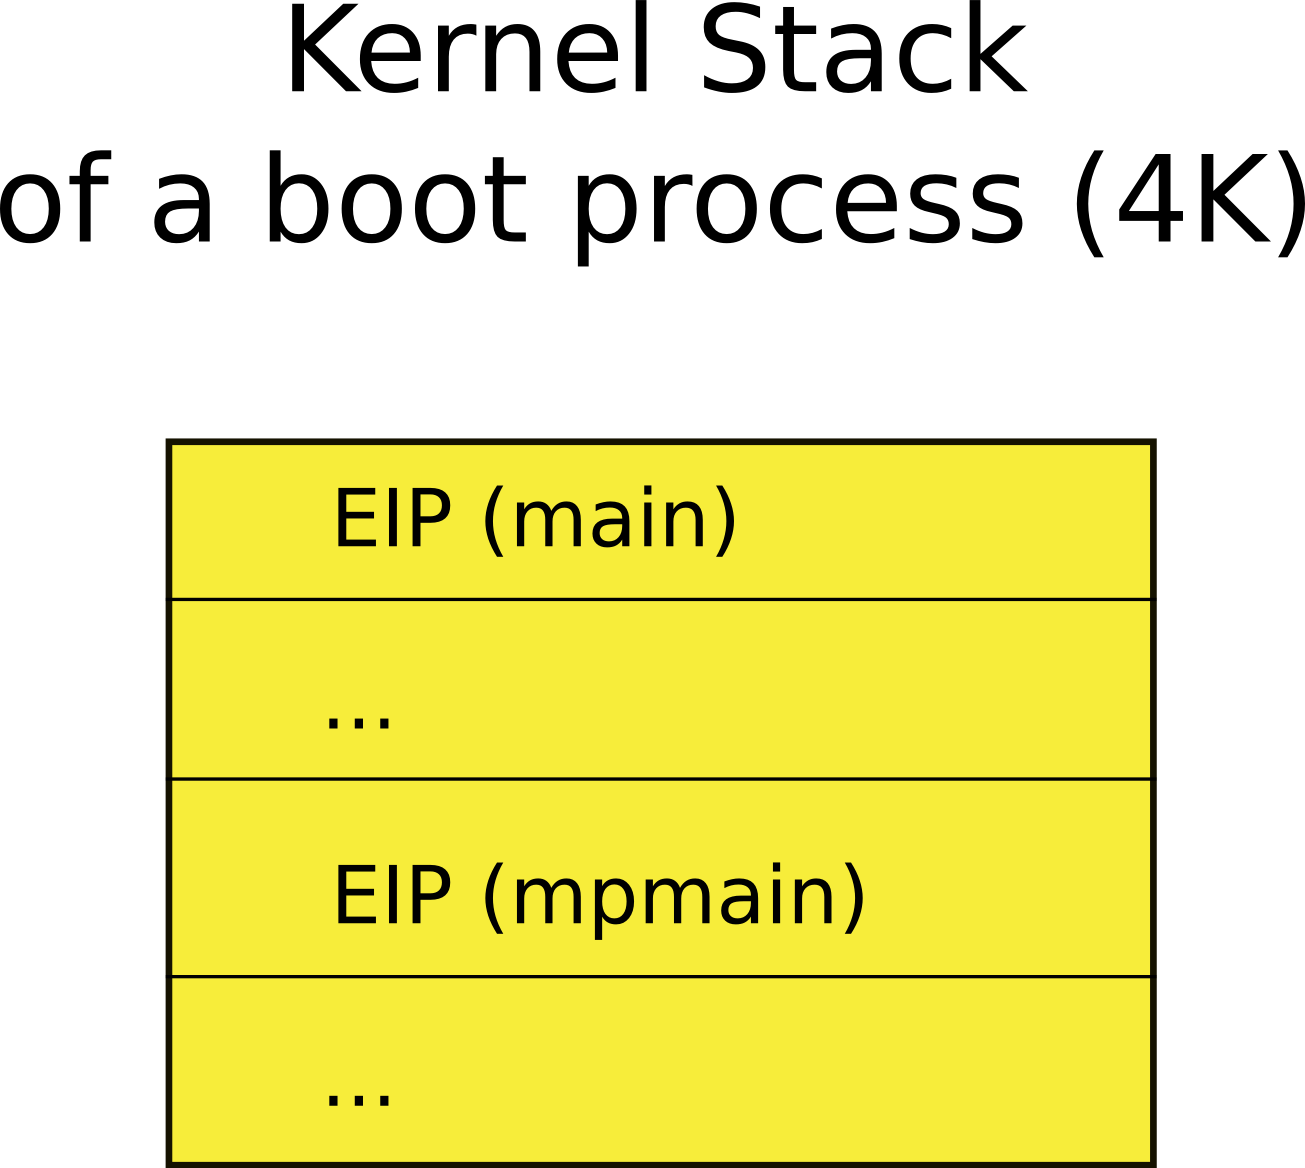 Kernel Stack
of a boot process (4K)
EIP (main)
...
EIP (mpmain)
...